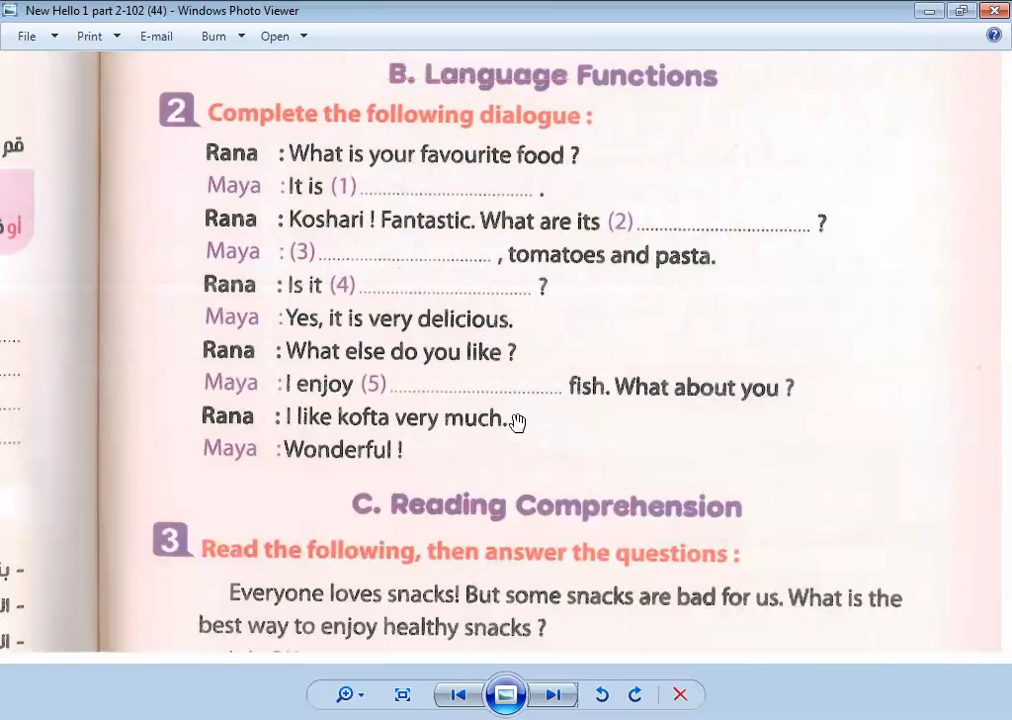 New Hello 1 part 2-102 (44) - Windows Photo Viewer
File Print E-mail Burn Open
B. Language Functions
2 Complete the following dialogue :
Rana : What is your favourite food ?
Maya : It is (1)............................................ .
Rana : Koshari ! Fantastic. What are its (2)............................................ ?
Maya : (3)............................................ , tomatoes and pasta.
Rana : Is it (4)............................................ ?
Maya : Yes, it is very delicious.
Rana : What else do you like ?
Maya : I enjoy (5)............................................ fish. What about you ?
Rana : I like kofta very much.
Maya : Wonderful !
C. Reading Comprehension
3 Read the following, then answer the questions :
Everyone loves snacks! But some snacks are bad for us. What is the
best way to enjoy healthy snacks ?
قم
أو